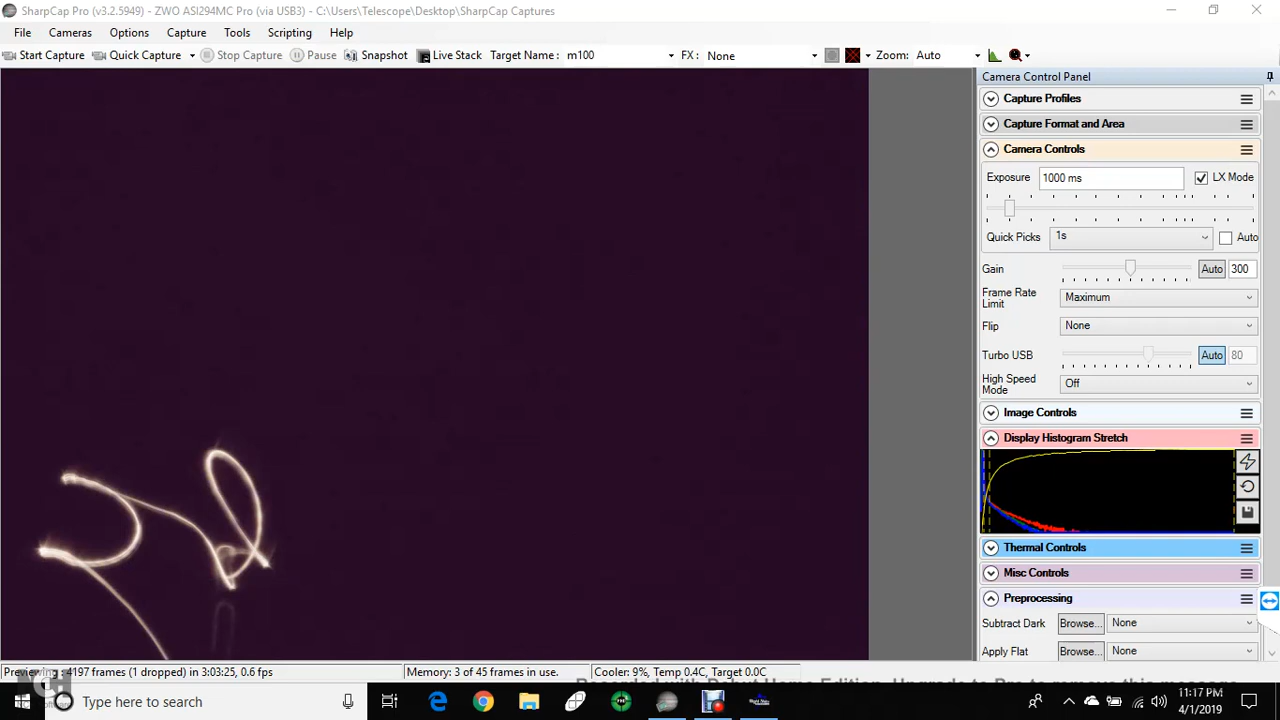 SharpCap Pro (v3.2.5949) - ZWO ASI294MC Pro (via USB3) - C:\Users\Telescope\Desktop\SharpCap Captures
File Cameras Options Capture Tools Scripting Help
Start Capture Quick Capture Stop Capture Pause Snapshot Live Stack Target Name : m100 FX: None Zoom: Auto
Camera Control Panel
Capture Profiles
Capture Format and Area
Camera Controls
Exposure 1000 ms LX Mode
Quick Picks 1s Auto
Gain Auto 300
Frame Rate Limit Maximum
Flip None
Turbo USB Auto 80
High Speed Mode Off
Image Controls
Display Histogram Stretch
Thermal Controls
Misc Controls
Preprocessing
Subtract Dark Browse... None
Apply Flat Browse... None
Previewing : 4197 frames (1 dropped) in 3:03:25, 0.6 fps Memory: 3 of 45 frames in use. Cooler: 9%, Temp 0.4C, Target 0.0C
Type here to search
11:17 PM
4/1/2019